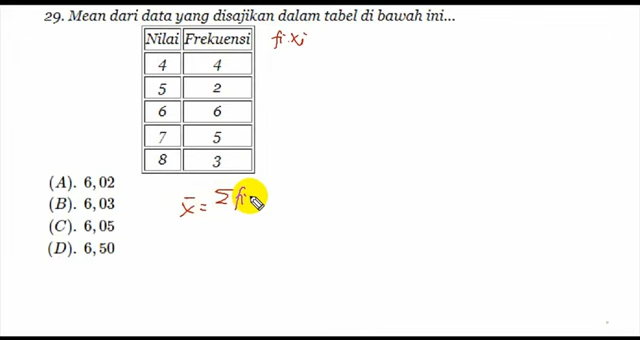 29. Mean dari data yang disajikan dalam tabel di bawah ini...
Nilai Frekuensi fi.xi
4 4
5 2
6 6
7 5
8 3
(A). 6, 02
(B). 6, 03
(C). 6, 05
(D). 6, 50
x̄ = Σ fi